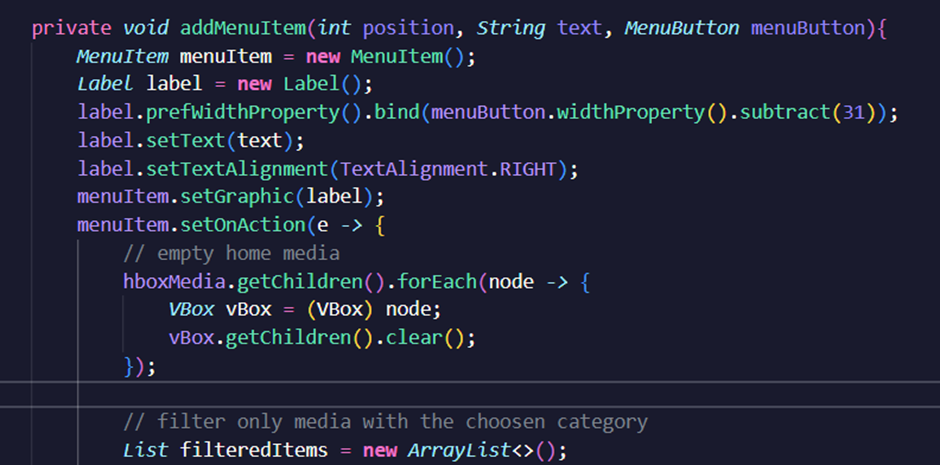 private void addMenuItem(int position, String text, MenuButton menuButton){
MenuItem menuItem = new MenuItem();
Label label = new Label();
label.prefWidthProperty().bind(menuButton.widthProperty().subtract(31));
label.setText(text);
label.setTextAlignment(TextAlignment.RIGHT);
menuItem.setGraphic(label);
menuItem.setOnAction(e -> {
// empty home media
hboxMedia.getChildren().forEach(node -> {
VBox vBox = (VBox) node;
vBox.getChildren().clear();
});
// filter only media with the choosen category
List filteredItems = new ArrayList<>();